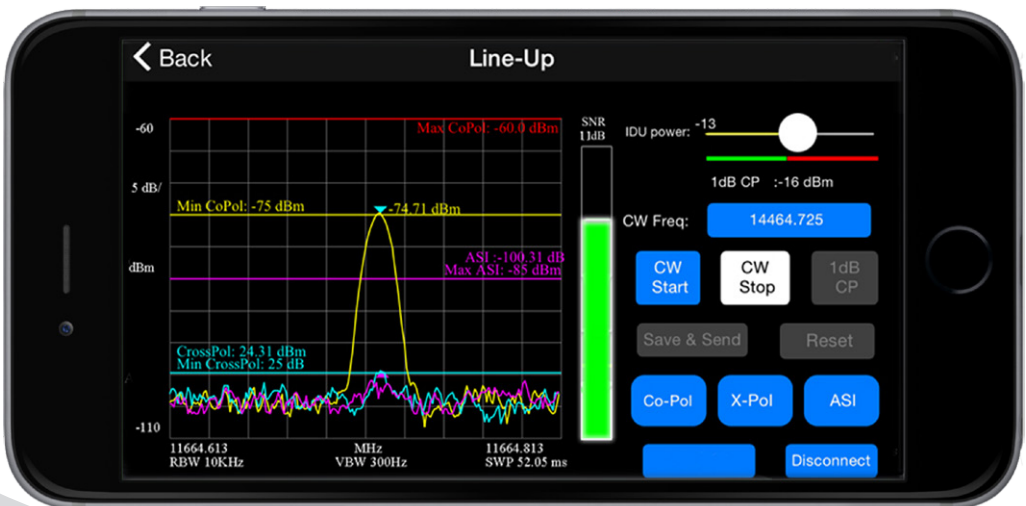 Back
Line-Up
-60
Max CoPol: -60.0 dBm
5 dB/
Min CoPol: -75 dBm
-74.71 dBm
ASI :-100.31 dB
Max ASI: -85 dBm
dBm
CrossPol: 24.31 dBm
Min CrossPol: 25 dB
-110
11664.613
MHz
11664.813
RBW 10KHz
VBW 300Hz
SWP 52.05 ms
SNR
11dB
IDU power:
-13
1dB CP :-16 dBm
CW Freq:
14464.725
CW
Start
CW
Stop
1dB
CP
Save & Send
Reset
Co-Pol
X-Pol
ASI
Disconnect